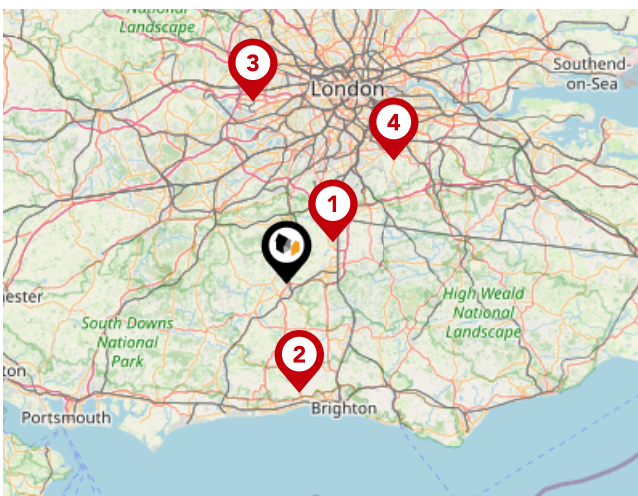 National
Landscape
3
London
Southend-
on-Sea
4
1
ester
High Weald
National
Landscape
South Downs
National
Park
2
ton
Portsmouth
Brighton